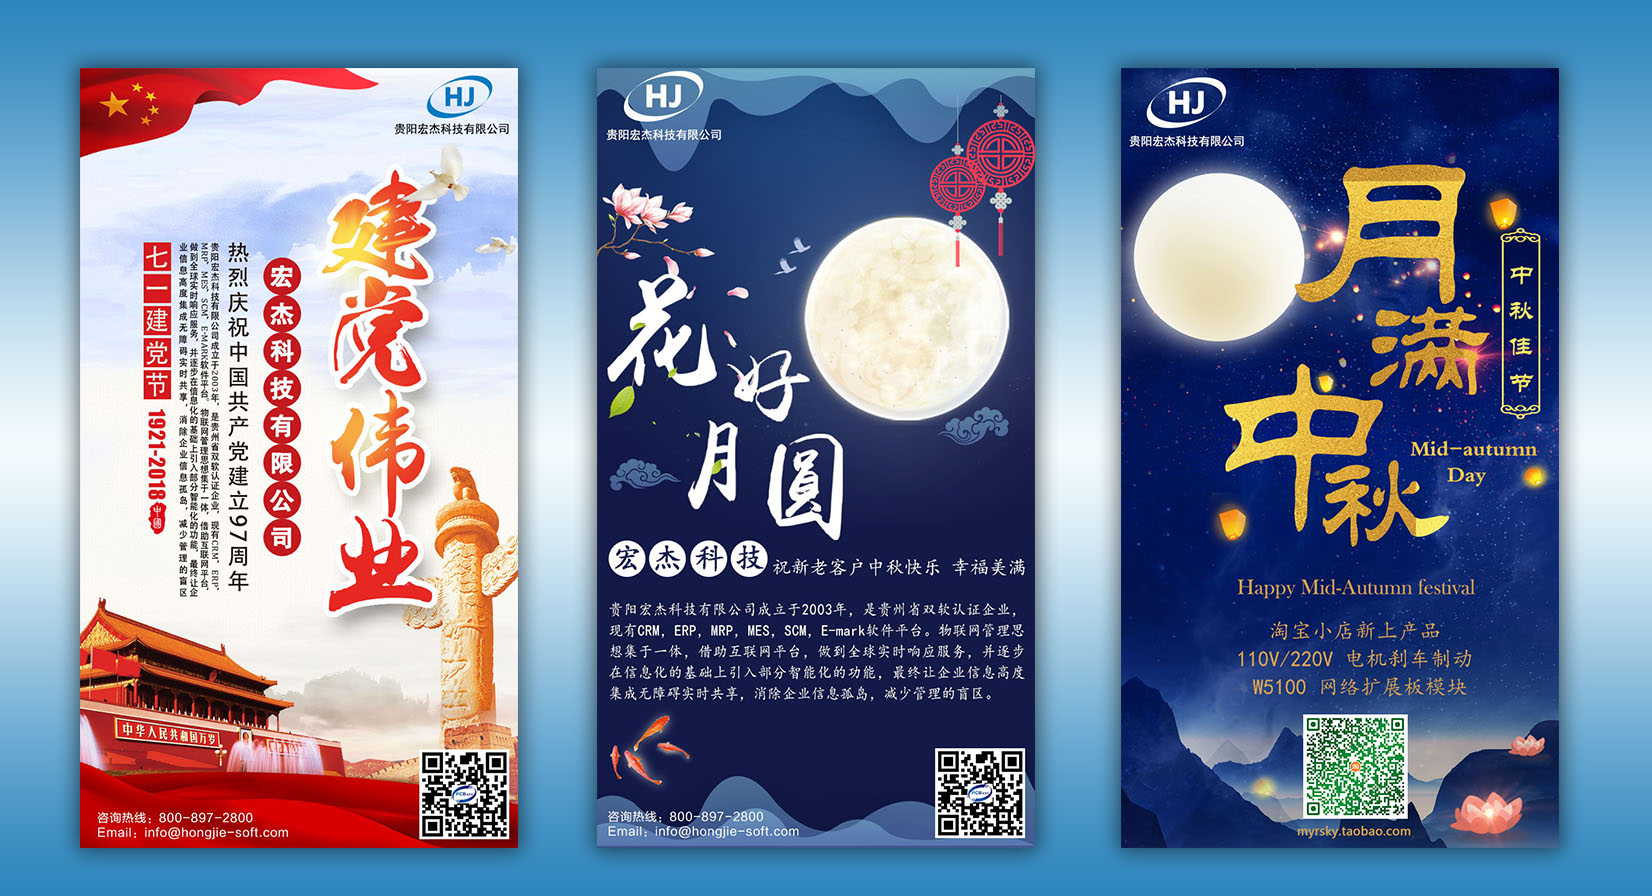 HJ
贵阳宏杰科技有限公司
建党伟业
宏杰科技有限公司
热烈庆祝中国共产党建立97周年
贵阳宏杰科技有限公司成立于2003年，是贵州省双软认证企业，现有CRM、ERP、
MRP、MES、SCM、E-MARK软件平台。物联网管理思想集于一体，借助互联网平台，
做到全球实时响应服务，并逐步在信息化的基础上引入部分智能化的功能，最终让企
业信息高度集成无障碍实时共享，消除企业信息孤岛，减少管理的盲区
七一建党节
1921-2018
中國
中华人民共和国万岁
咨询热线：800-897-2800
Email：info@hongjie-soft.com
HJ
贵阳宏杰科技有限公司
花好
月圓
宏杰科技 祝新老客户中秋快乐 幸福美满
贵阳宏杰科技有限公司成立于2003年，是贵州省双软认证企业，
现有CRM，ERP，MRP，MES，SCM，E-mark软件平台。物联网管理思
想集于一体，借助互联网平台，做到全球实时响应服务，并逐步
在信息化的基础上引入部分智能化的功能，最终让企业信息高度
集成无障碍实时共享，消除企业信息孤岛，减少管理的盲区。
咨询热线：800-897-2800
Email：info@hongjie-soft.com
HJ
贵阳宏杰科技有限公司
月满
中秋
中秋佳节
Mid-autumn
Day
Happy Mid-Autumn festival
淘宝小店新上产品
110V/220V 电机刹车制动
W5100 网络扩展板模块
myrsky.taobao.com